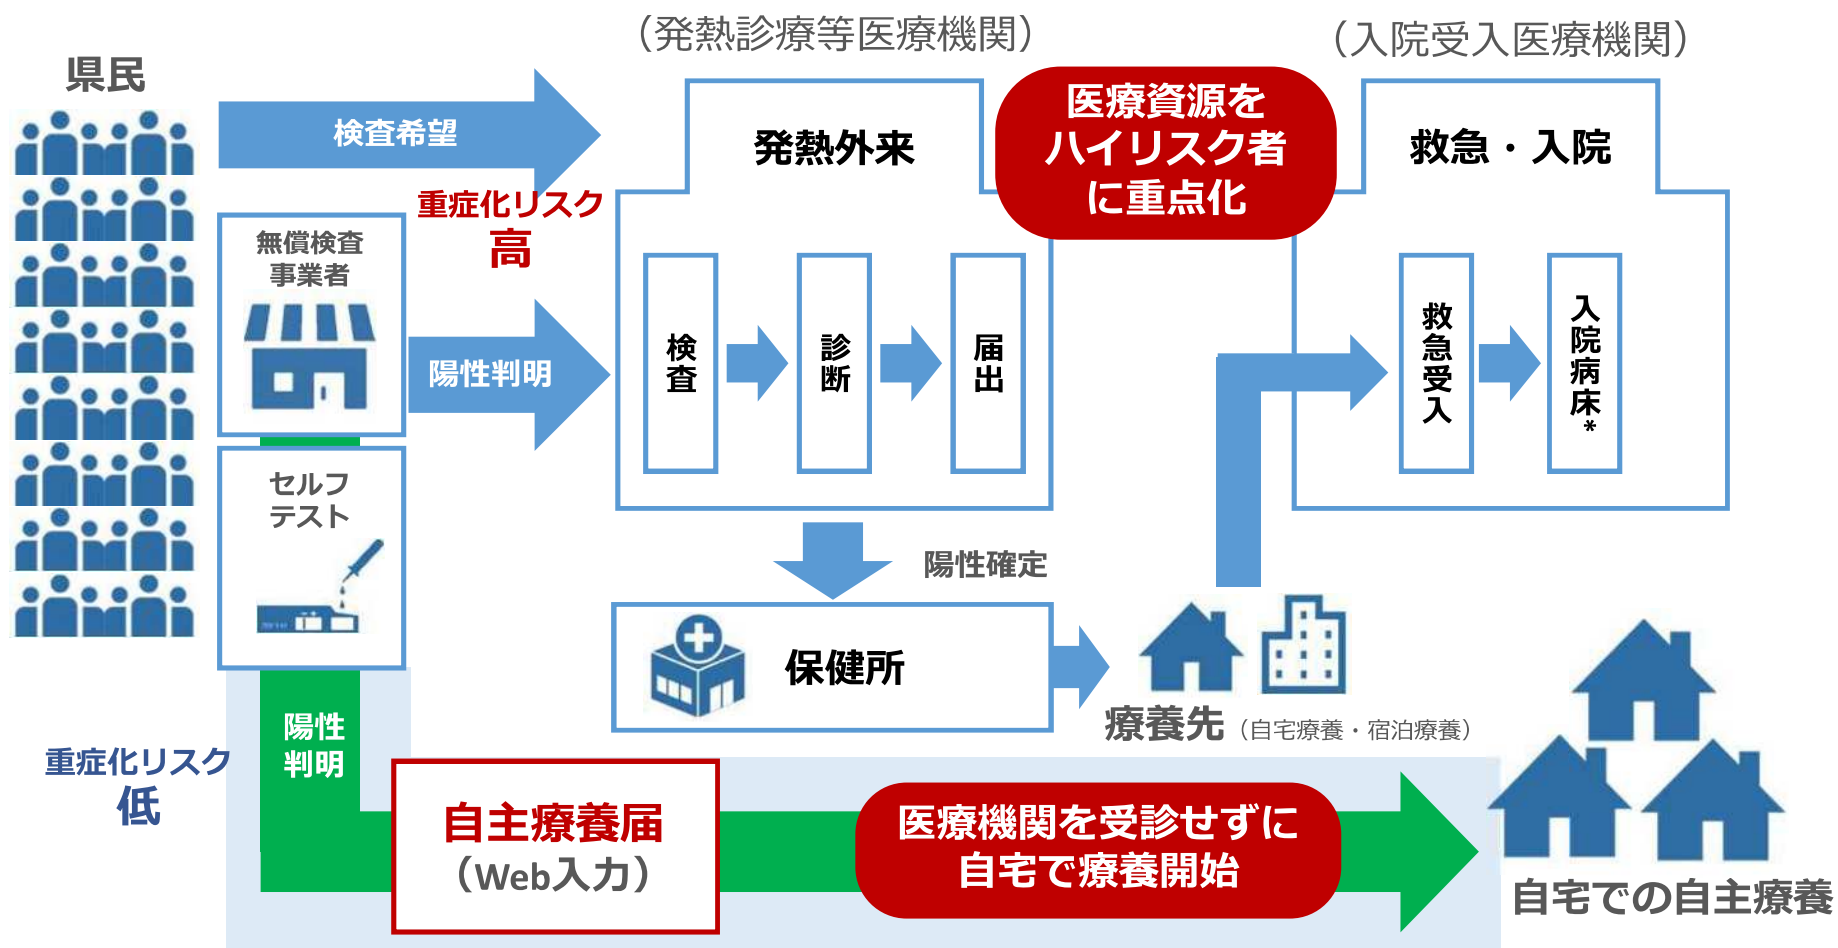 県民
検査希望
無償検査
事業者
セルフ
テスト
重症化リスク
高
陽性判明
（発熱診療等医療機関）
発熱外来
検査
診断
届出
医療資源を
ハイリスク者
に重点化
（入院受入医療機関）
救急・入院
救急受入
入院病床*
陽性確定
保健所
療養先（自宅療養・宿泊療養）
重症化リスク
低
陽性
判明
自主療養届
（Web入力）
医療機関を受診せずに
自宅で療養開始
自宅での自主療養